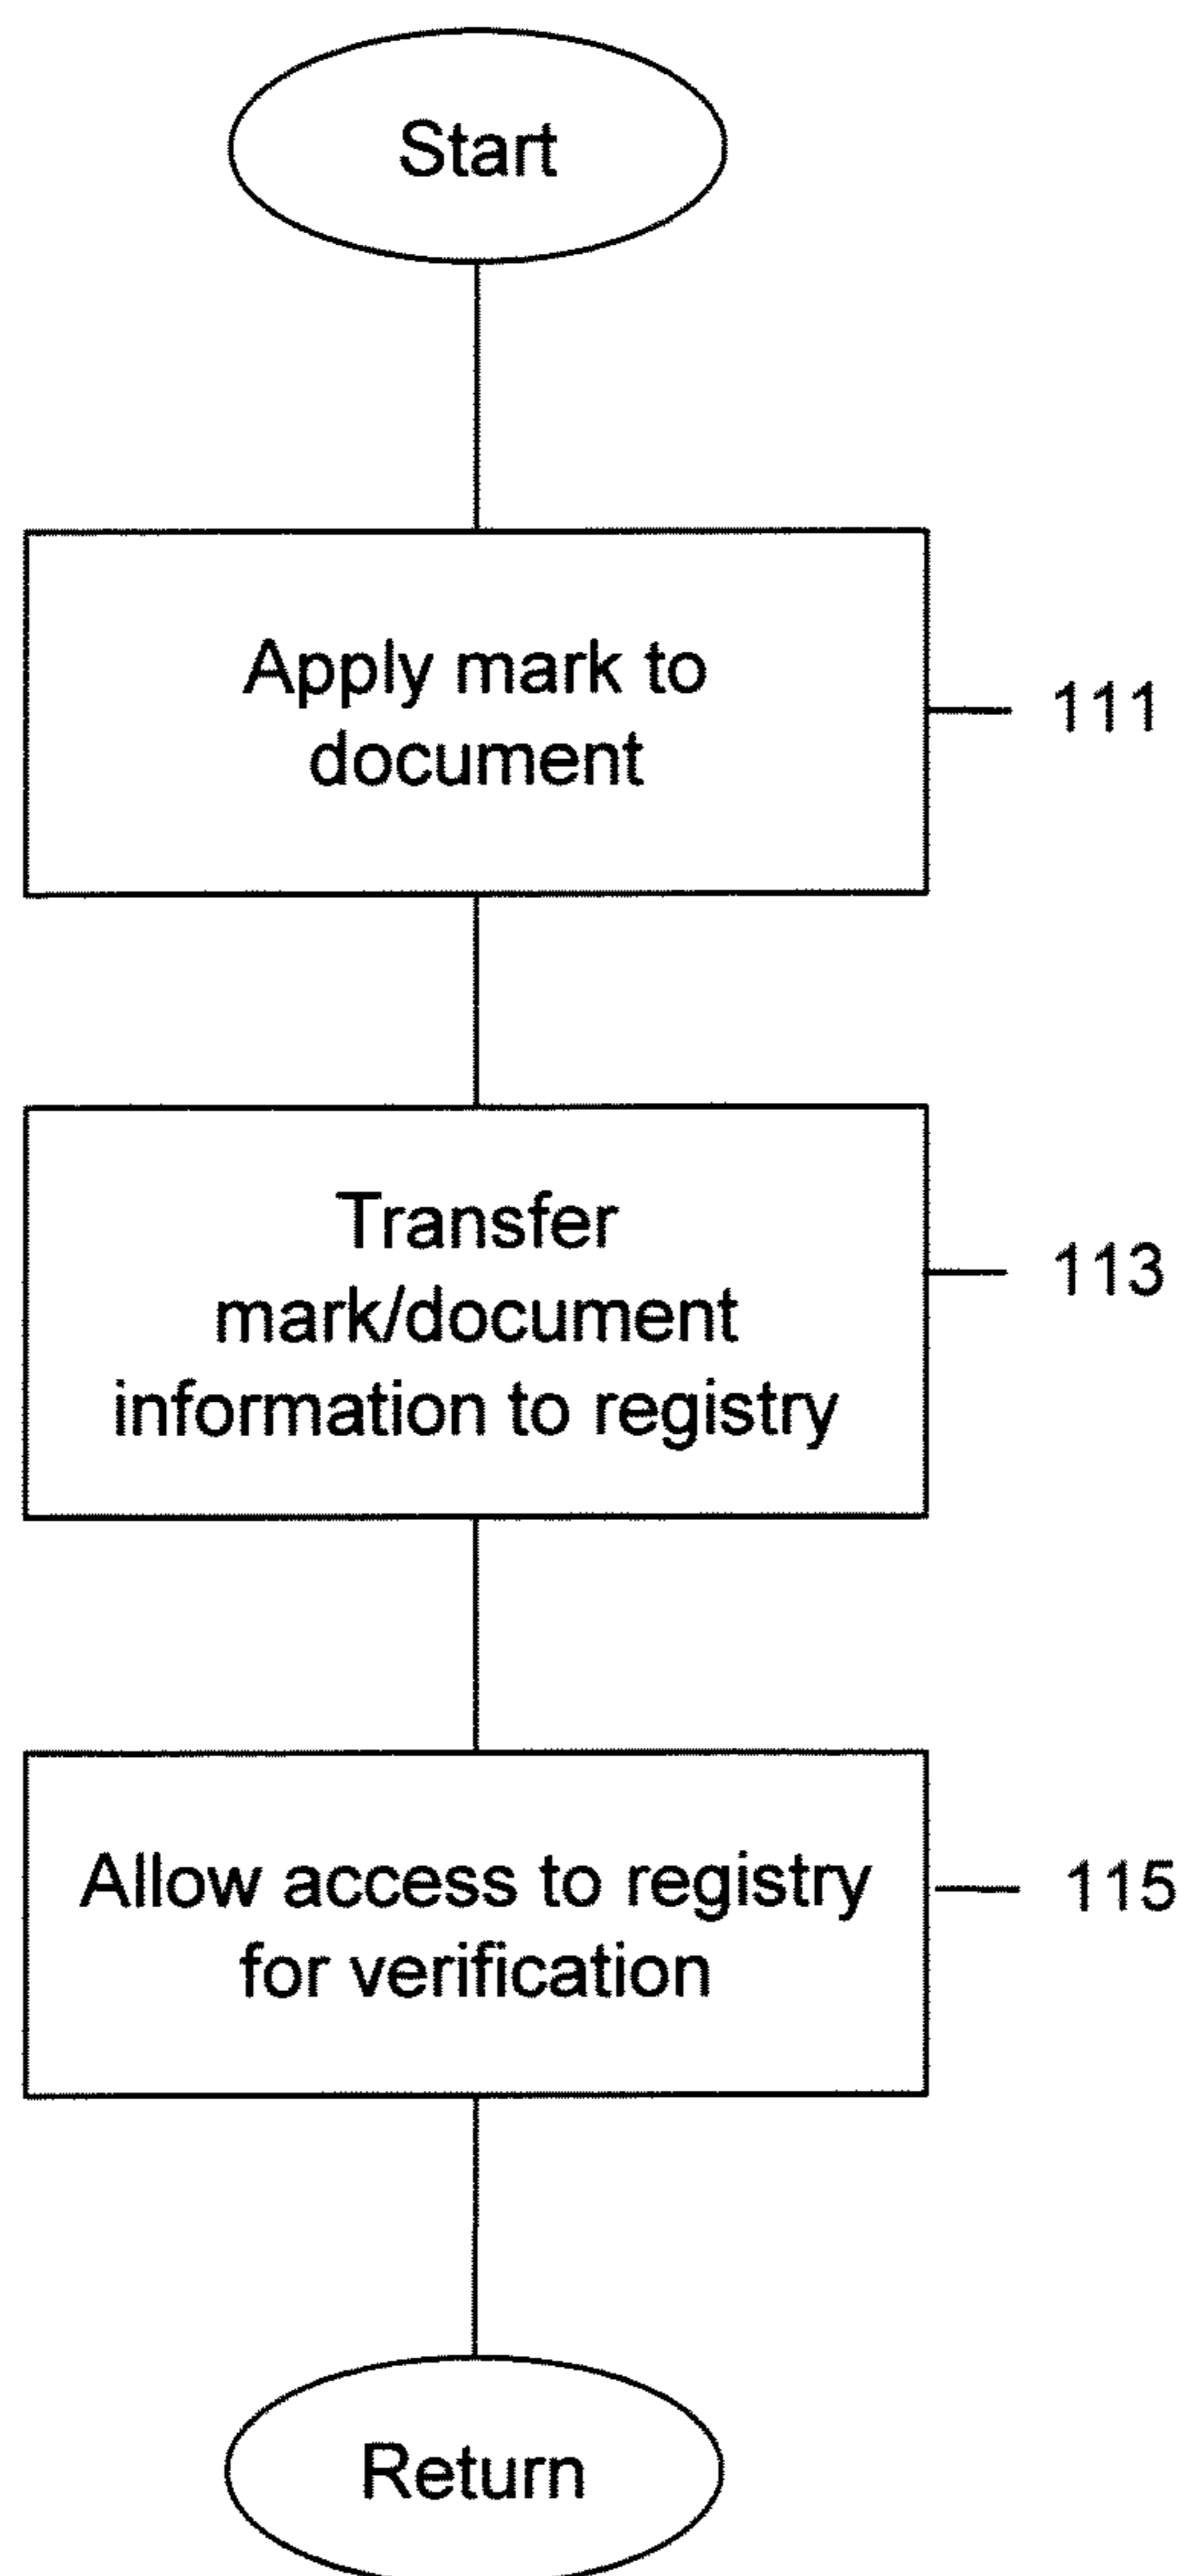 Start
Apply mark to
document
111
Transfer
mark/document
information to registry
113
Allow access to registry
for verification
115
Return